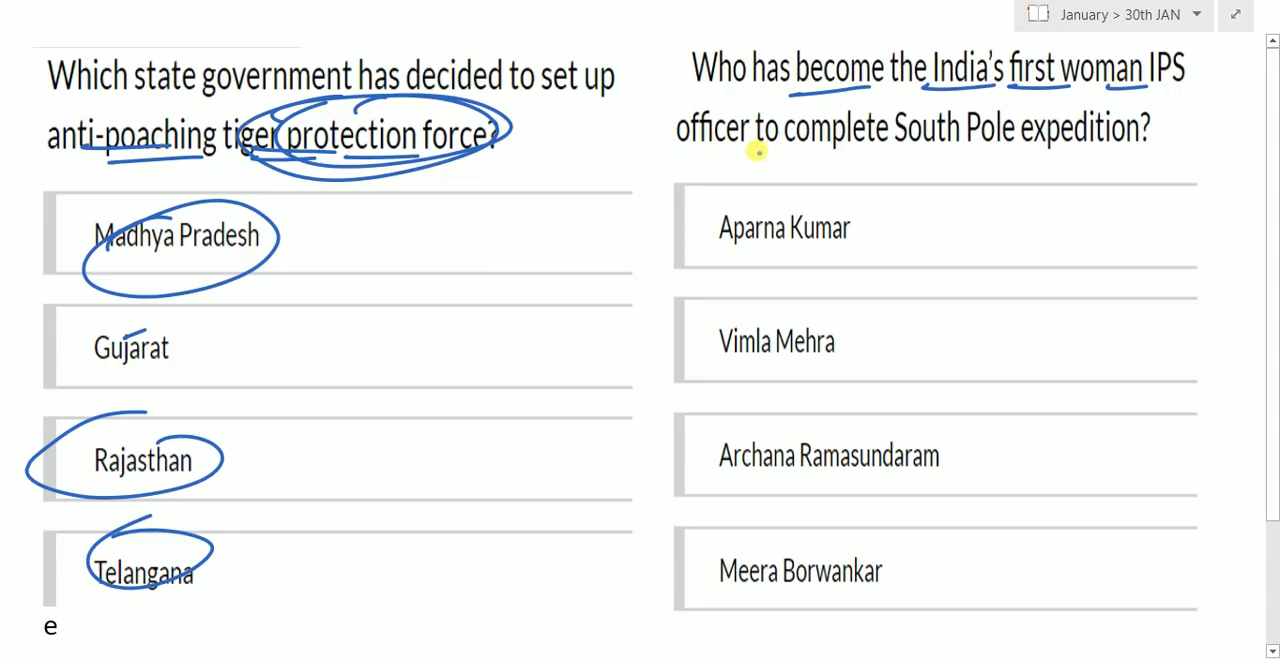 January > 30th JAN
Which state government has decided to set up
anti-poaching tiger protection force?
Madhya Pradesh
Gujarat
Rajasthan
Telangana
e
Who has become the India's first woman IPS
officer to complete South Pole expedition?
Aparna Kumar
Vimla Mehra
Archana Ramasundaram
Meera Borwankar